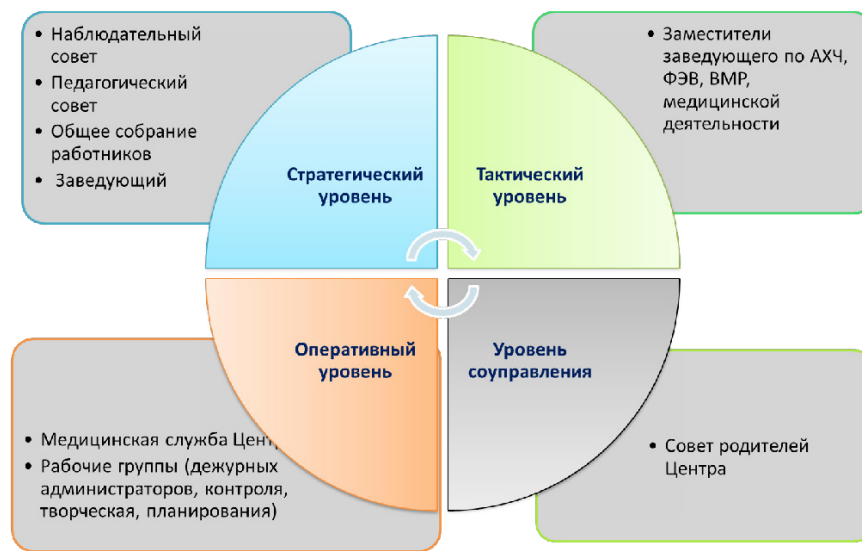 • Наблюдательный
совет
• Педагогический
совет
• Общее собрание
работников
• Заведующий
Стратегический
уровень
Тактический
уровень
• Заместители
заведующего по АХЧ,
ФЭВ, ВМР,
медицинской
деятельности
Оперативный
уровень
Уровень
соуправления
• Медицинская служба Цент
• Рабочие группы (дежурных
администраторов, контроля,
творческая, планирования)
• Совет родителей
Центра